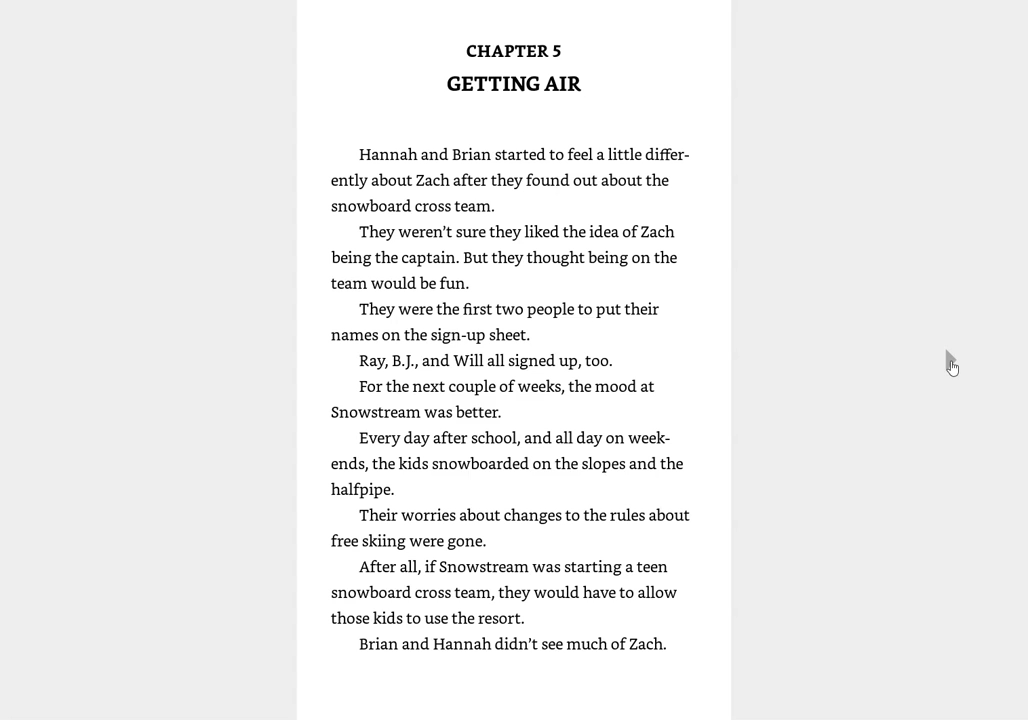 CHAPTER 5
GETTING AIR
Hannah and Brian started to feel a little differ-
ently about Zach after they found out about the
snowboard cross team.
They weren’t sure they liked the idea of Zach
being the captain. But they thought being on the
team would be fun.
They were the first two people to put their
names on the sign-up sheet.
Ray, B.J., and Will all signed up, too.
For the next couple of weeks, the mood at
Snowstream was better.
Every day after school, and all day on week-
ends, the kids snowboarded on the slopes and the
halfpipe.
Their worries about changes to the rules about
free skiing were gone.
After all, if Snowstream was starting a teen
snowboard cross team, they would have to allow
those kids to use the resort.
Brian and Hannah didn’t see much of Zach.